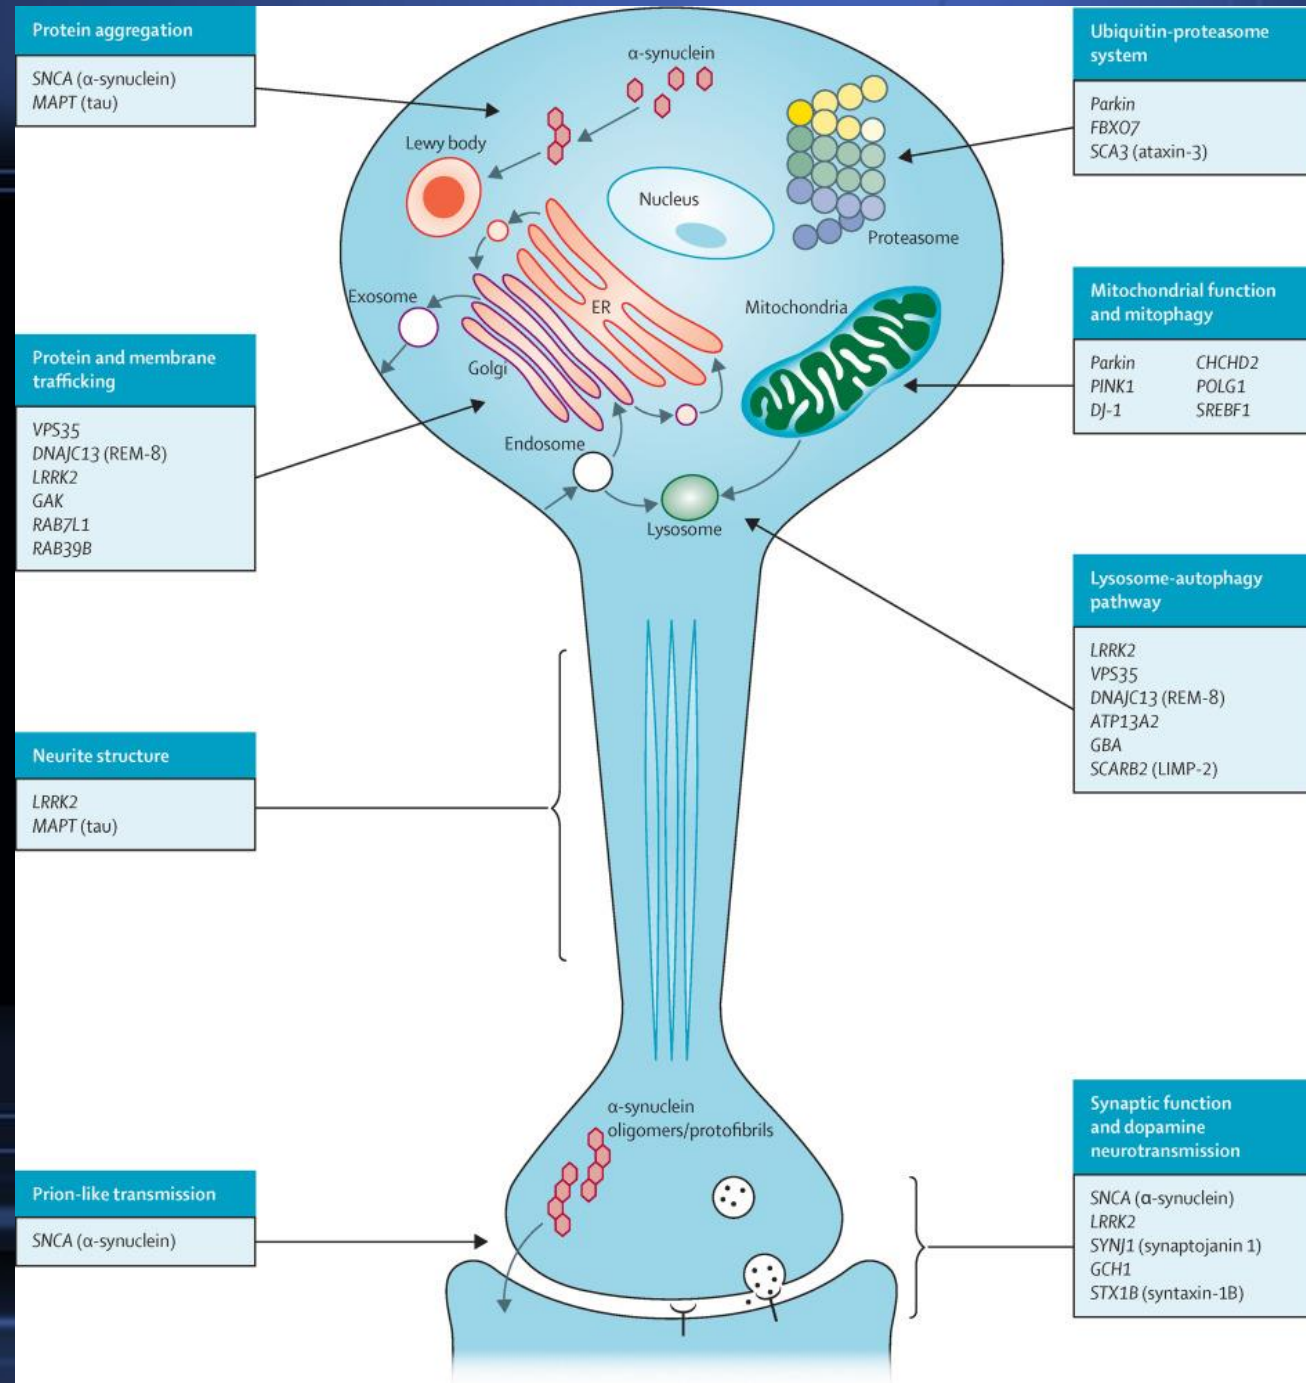 Protein aggregation
SNCA (α-synuclein)
MAPT (tau)
Protein and membrane
trafficking
VPS35
DNAJC13 (REM-8)
LRRK2
GAK
RAB7L1
RAB39B
Neurite structure
LRRK2
MAPT (tau)
Prion-like transmission
SNCA (α-synuclein)
α-synuclein
Lewy body
Nucleus
Proteasome
Exosome
ER
Mitochondria
Golgi
Endosome
Lysosome
α-synuclein
oligomers/protofibrils
Ubiquitin-proteasome
system
Parkin
FBXO7
SCA3 (ataxin-3)
Mitochondrial function
and mitophagy
Parkin CHCHD2
PINK1 POLG1
DJ-1 SREBF1
Lysosome-autophagy
pathway
LRRK2
VPS35
DNAJC13 (REM-8)
ATP13A2
GBA
SCARB2 (LIMP-2)
Synaptic function
and dopamine
neurotransmission
SNCA (α-synuclein)
LRRK2
SYNJ1 (synaptojanin 1)
GCH1
STX1B (syntaxin-1B)